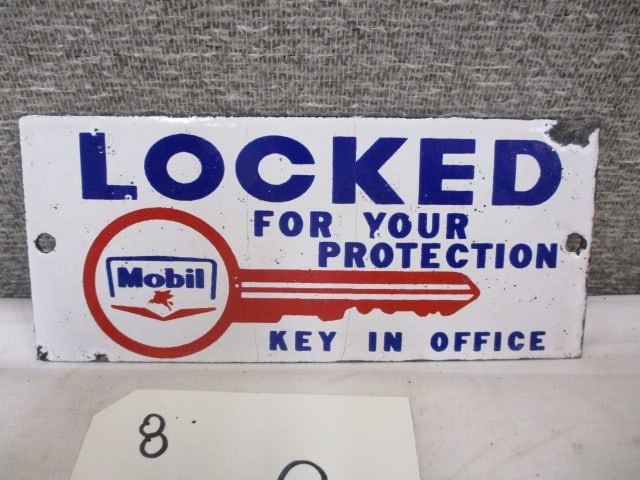 LOCKED
FOR YOUR
PROTECTION
Mobil
KEY IN OFFICE
8